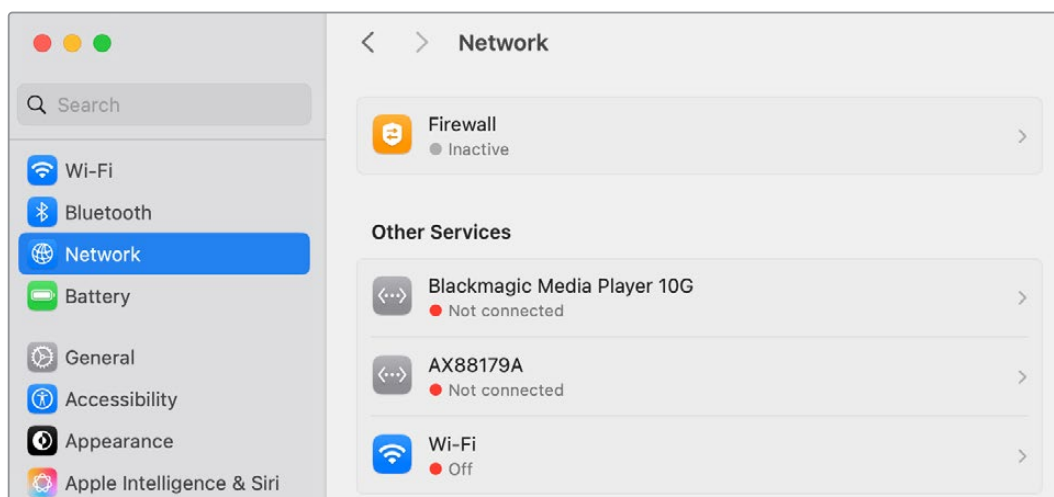 Search
Wi-Fi
Bluetooth
Network
Battery
General
Accessibility
Appearance
Apple Intelligence & Siri
Network
Firewall
Inactive
Other Services
Blackmagic Media Player 10G
Not connected
AX88179A
Not connected
Wi-Fi
Off